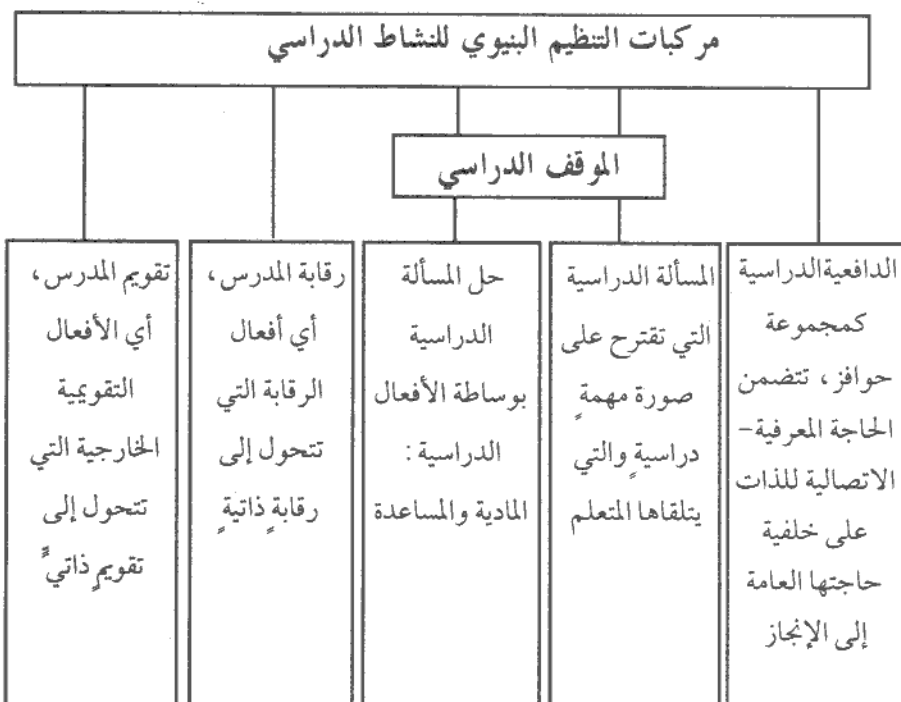 مركبات التنظيم البنيوي للنشاط الدراسي
الموقف الدراسي
الدافعية الدراسية
كمجموعة
حوافز، تتضمن
الحاجة المعرفية-
الاتصالية للذات
على خلفية
حاجتها العامة
إلى الإنجاز
المسألة الدراسية
التي تقترح على
صورة مهمةٍ
دراسيةٍ والتي
يتلقاها المتعلم
حل المسألة
الدراسية
بوساطة الأفعال
الدراسية:
المادية والمساعدة
رقابة المدرس،
أي أفعال
الرقابة التي
تتحول إلى
رقابةٍ ذاتيةٍ
تقويم المدرس،
أي الأفعال
التقويمية
الخارجية التي
تتحول إلى
تقويمٍ ذاتيٍّ